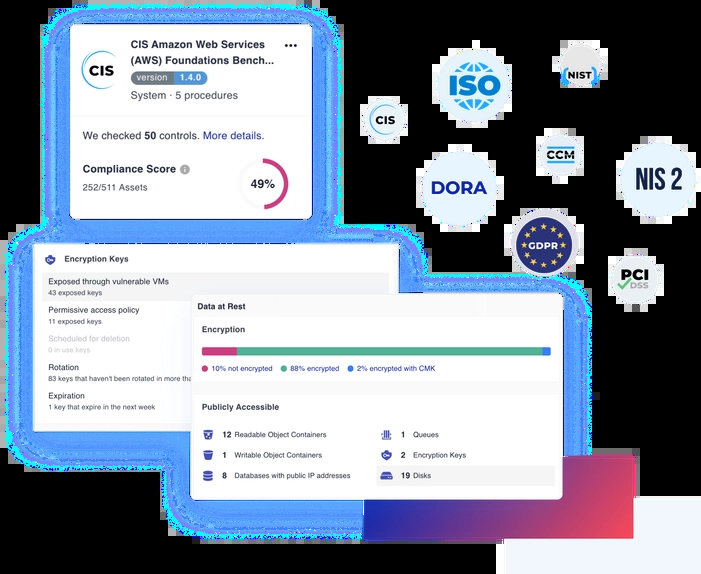 CIS
CIS Amazon Web Services
(AWS) Foundations Bench...
version 1.4.0
System · 5 procedures
We checked 50 controls. More details.
Compliance Score
252/511 Assets
49%
ISO
NIST
CIS
CCM
DORA
NIS 2
GDPR
PCI
DSS
Encryption Keys
Exposed through vulnerable VMs
43 exposed keys
Permissive access policy
11 exposed keys
Scheduled for deletion
0 in use keys
Rotation
83 keys that haven't been rotated in more tha
Expiration
1 key that expire in the next week
Data at Rest
Encryption
10% not encrypted 88% encrypted 2% encrypted with CMK
Publicly Accessible
12 Readable Object Containers 1 Queues
1 Writable Object Containers 2 Encryption Keys
8 Databases with public IP addresses 19 Disks